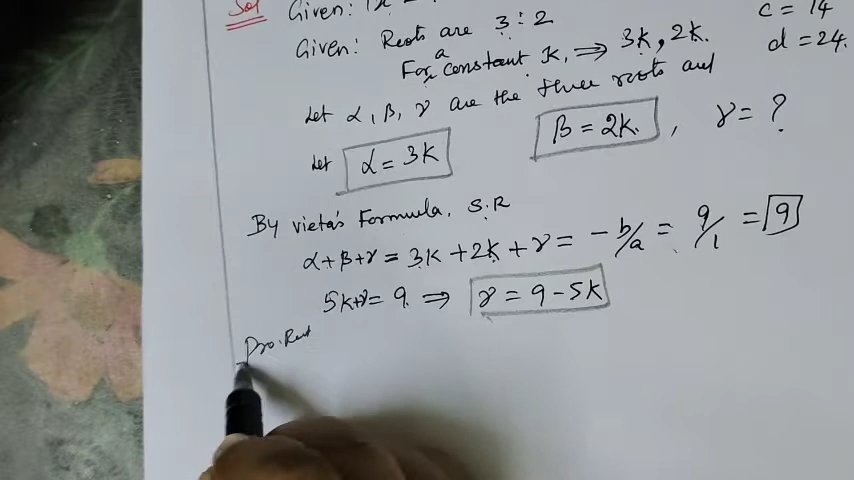 Sol Given:
c = 14
Given: Roots are 3:2
d = 24.
For a constant K, ⇒ 3k, 2k.
Let α, β, γ are the three roots and
Let α = 3k β = 2k. , γ = ?
By vieta's Formula, S.R
α+β+γ = 3k + 2k + γ = - b/a = 9/1 = 9
5k+γ = 9 ⇒ γ = 9 - 5k
Pro. Root